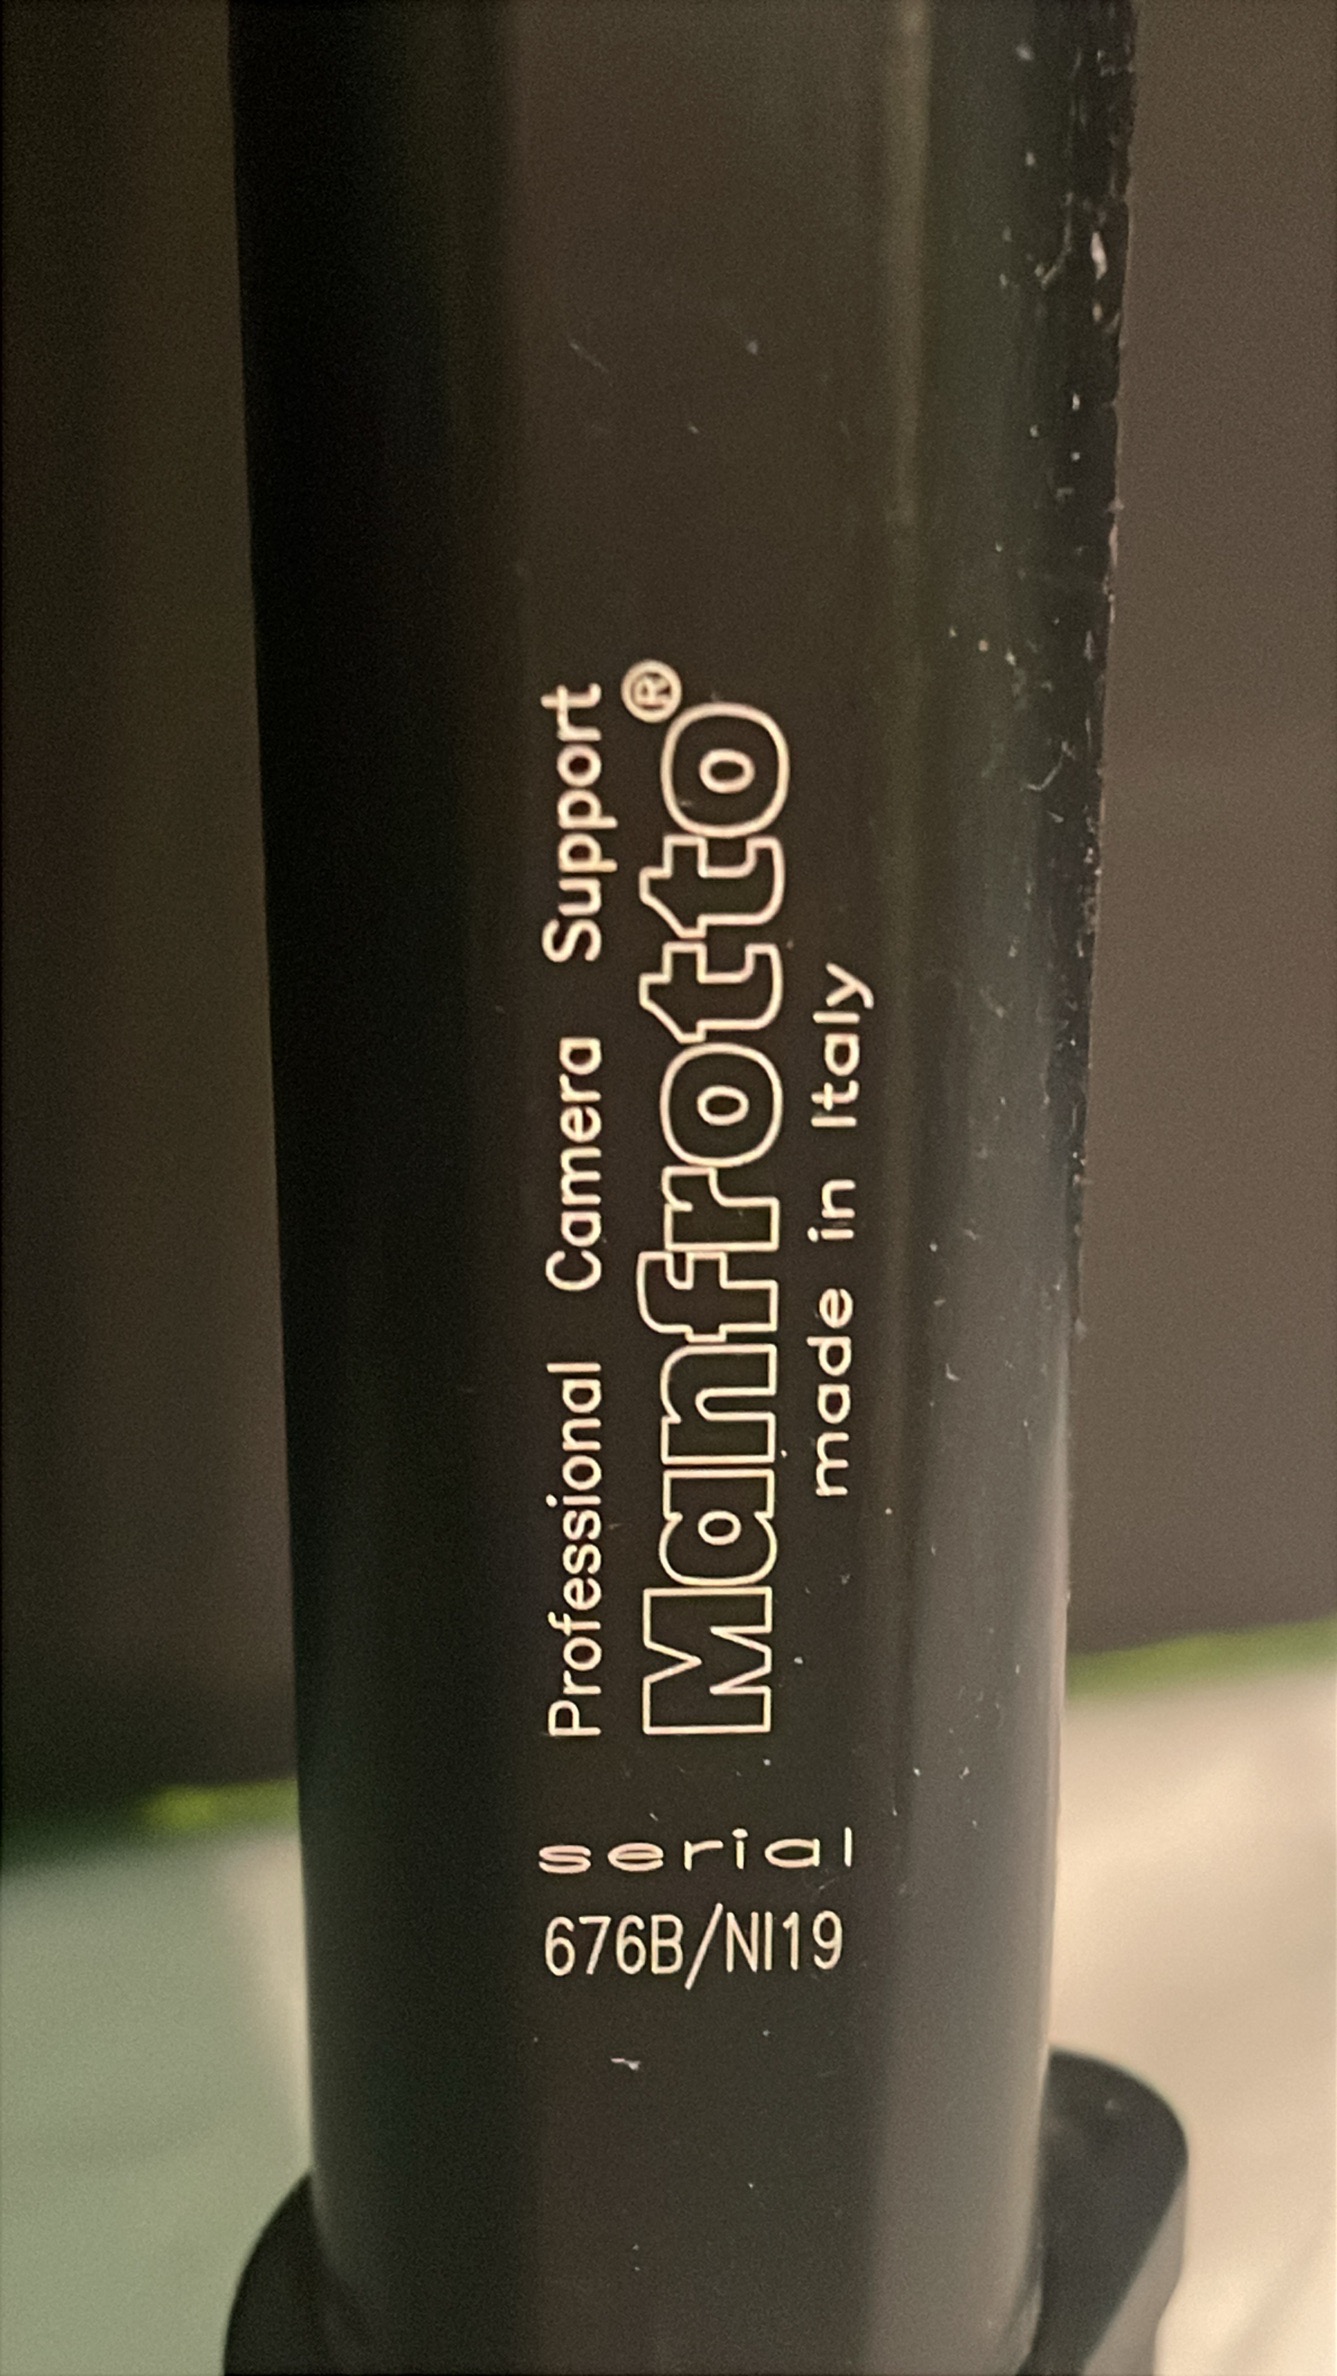 Professional Camera Support
Manfrotto®
made in Italy
serial
676B/NI19